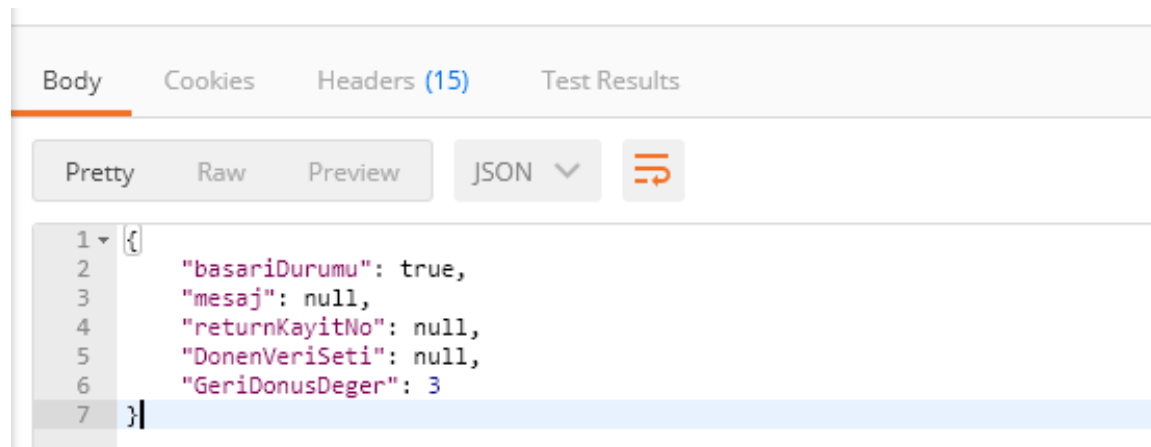 Body Cookies Headers (15) Test Results
Pretty Raw Preview JSON
1 {
2 "basariDurumu": true,
3 "mesaj": null,
4 "returnKayitNo": null,
5 "DonenVeriSeti": null,
6 "GeriDonusDeger": 3
7 }